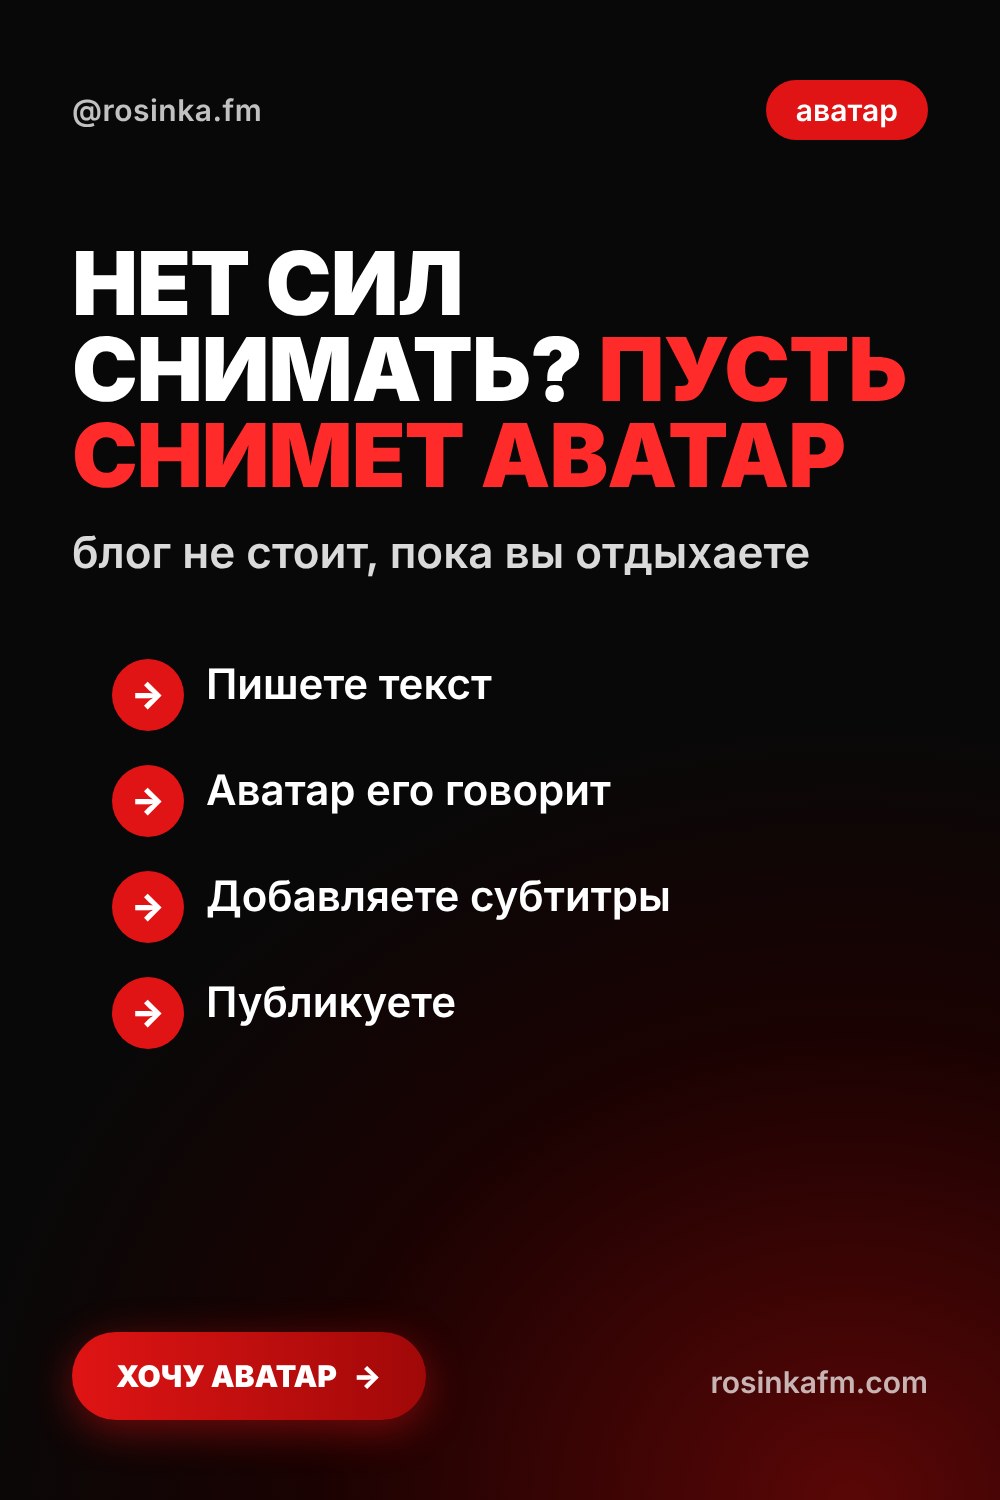 @rosinka.fm
аватар
НЕТ СИЛ
СНИМАТЬ? ПУСТЬ
СНИМЕТ АВАТАР
блог не стоит, пока вы отдыхаете
→ Пишете текст
→ Аватар его говорит
→ Добавляете субтитры
→ Публикуете
ХОЧУ АВАТАР →
rosinkafm.com